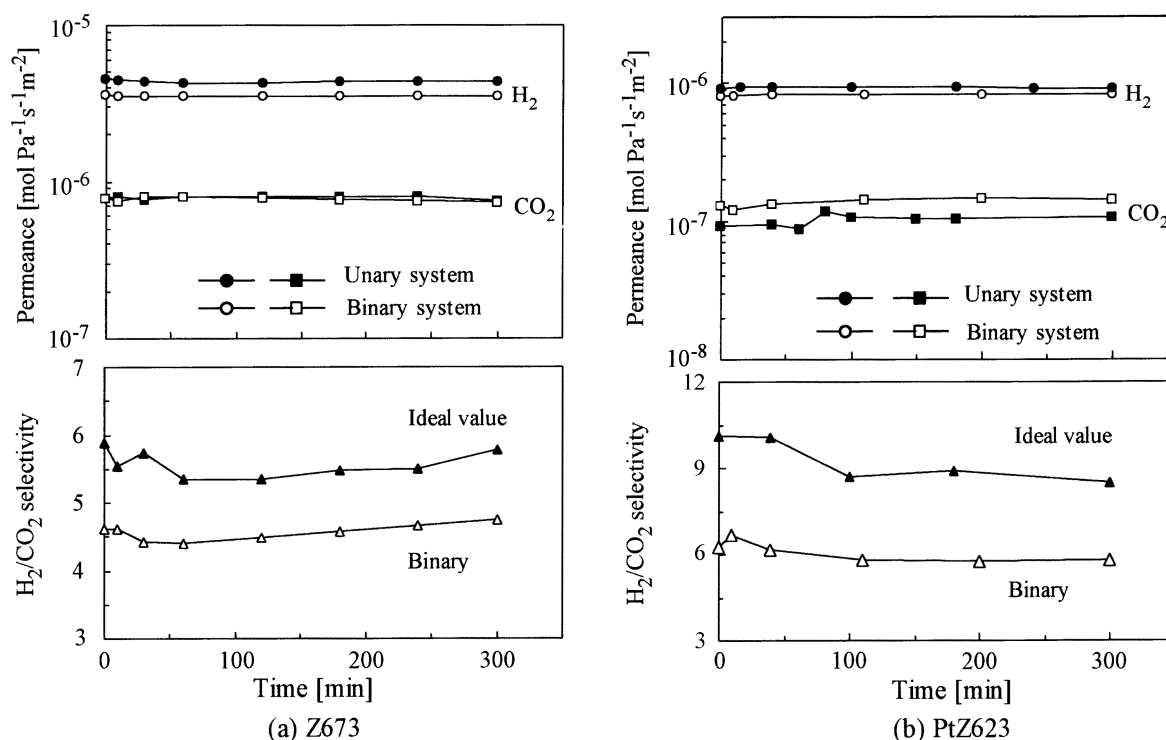 10⁻⁵
10⁻⁶
10⁻⁷
Permeance [mol Pa⁻¹s⁻¹m⁻²]
H₂
CO₂
Unary system
Binary system
7
6
5
4
3
H₂/CO₂ selectivity
Ideal value
Binary
0 100 200 300
Time [min]
(a) Z673
10⁻⁶
10⁻⁷
10⁻⁸
Permeance [mol Pa⁻¹s⁻¹m⁻²]
H₂
CO₂
Unary system
Binary system
12
9
6
3
H₂/CO₂ selectivity
Ideal value
Binary
0 100 200 300
Time [min]
(b) PtZ623